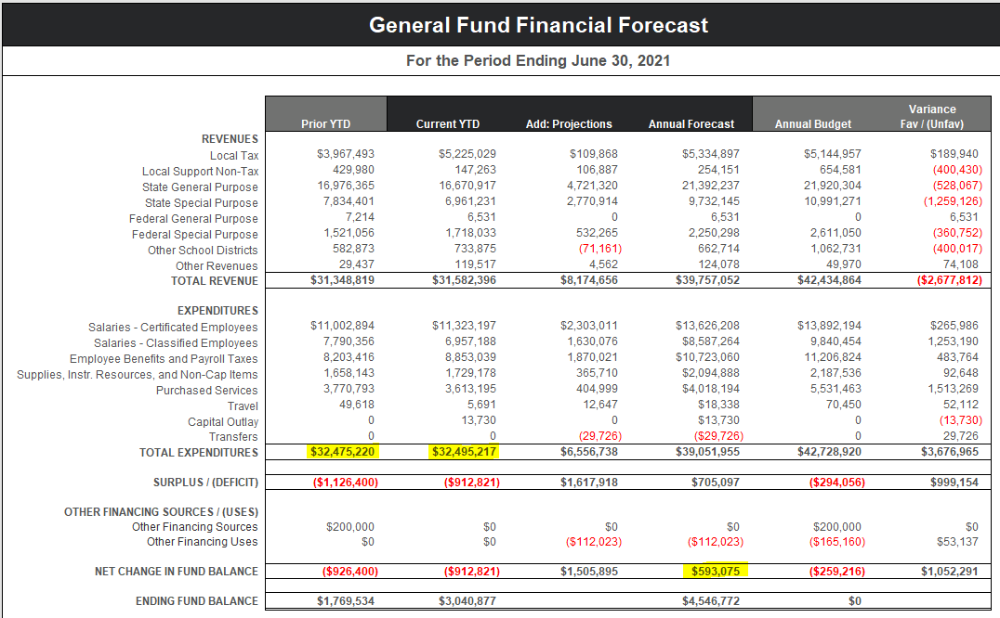 General Fund Financial Forecast
For the Period Ending June 30, 2021
Variance
Prior YTD Current YTD Add: Projections Annual Forecast Annual Budget Fav / (Unfav)
REVENUES
Local Tax $3,967,493 $5,225,029 $109,868 $5,334,897 $5,144,957 $189,940
Local Support Non-Tax 429,980 147,263 106,887 254,151 654,581 (400,430)
State General Purpose 16,976,365 16,670,917 4,721,320 21,392,237 21,920,304 (528,067)
State Special Purpose 7,834,401 6,961,231 2,770,914 9,732,145 10,991,271 (1,259,126)
Federal General Purpose 7,214 6,531 0 6,531 0 6,531
Federal Special Purpose 1,521,056 1,718,033 532,265 2,250,298 2,611,050 (360,752)
Other School Districts 582,873 733,875 (71,161) 662,714 1,062,731 (400,017)
Other Revenues 29,437 119,517 4,562 124,078 49,970 74,108
TOTAL REVENUE $31,348,819 $31,582,396 $8,174,656 $39,757,052 $42,434,864 ($2,677,812)
EXPENDITURES
Salaries - Certificated Employees $11,002,894 $11,323,197 $2,303,011 $13,626,208 $13,892,194 $265,986
Salaries - Classified Employees 7,790,356 6,957,188 1,630,076 $8,587,264 9,840,454 1,253,190
Employee Benefits and Payroll Taxes 8,203,416 8,853,039 1,870,021 $10,723,060 11,206,824 483,764
Supplies, Instr. Resources, and Non-Cap Items 1,658,143 1,729,178 365,710 $2,094,888 2,187,536 92,648
Purchased Services 3,770,793 3,613,195 404,999 $4,018,194 5,531,463 1,513,269
Travel 49,618 5,691 12,647 $18,338 70,450 52,112
Capital Outlay 0 13,730 0 $13,730 0 (13,730)
Transfers 0 0 (29,726) ($29,726) 0 29,726
TOTAL EXPENDITURES $32,475,220 $32,495,217 $6,556,738 $39,051,955 $42,728,920 $3,676,965
SURPLUS / (DEFICIT) ($1,126,400) ($912,821) $1,617,918 $705,097 ($294,056) $999,154
OTHER FINANCING SOURCES / (USES)
Other Financing Sources $200,000 $0 $0 $0 $200,000 $0
Other Financing Uses $0 $0 ($112,023) ($112,023) ($165,160) $53,137
NET CHANGE IN FUND BALANCE ($926,400) ($912,821) $1,505,895 $593,075 ($259,216) $1,052,291
ENDING FUND BALANCE $1,769,534 $3,040,877 $4,546,772 $0